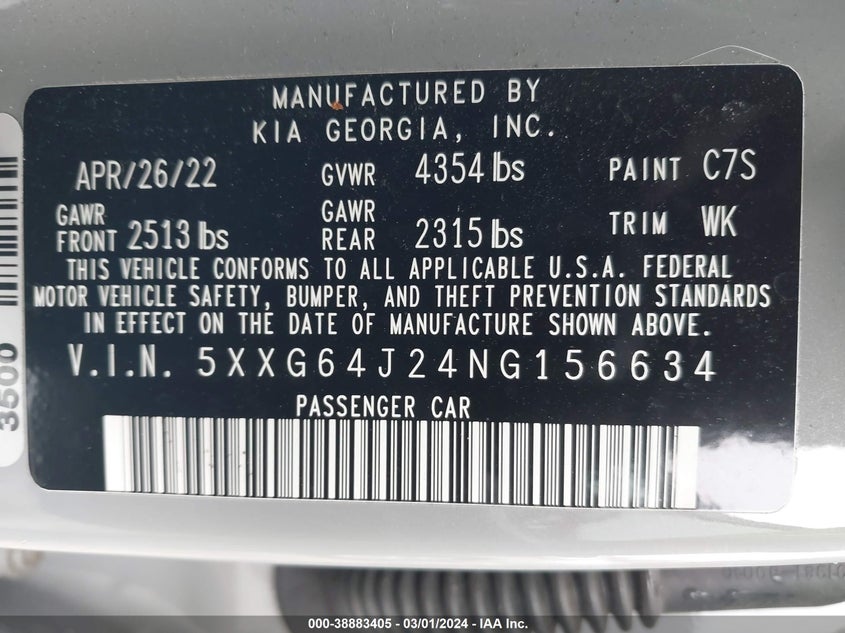 MANUFACTURED BY
KIA GEORGIA, INC.
APR/26/22 GVWR 4354 lbs PAINT C7S
GAWR FRONT 2513 lbs GAWR REAR 2315 lbs TRIM WK
THIS VEHICLE CONFORMS TO ALL APPLICABLE U.S.A. FEDERAL
MOTOR VEHICLE SAFETY, BUMPER, AND THEFT PREVENTION STANDARDS
IN EFFECT ON THE DATE OF MANUFACTURE SHOWN ABOVE.
V.I.N. 5XXG64J24NG156634
PASSENGER CAR
3500
000-38883405 - 03/01/2024 - IAA Inc.